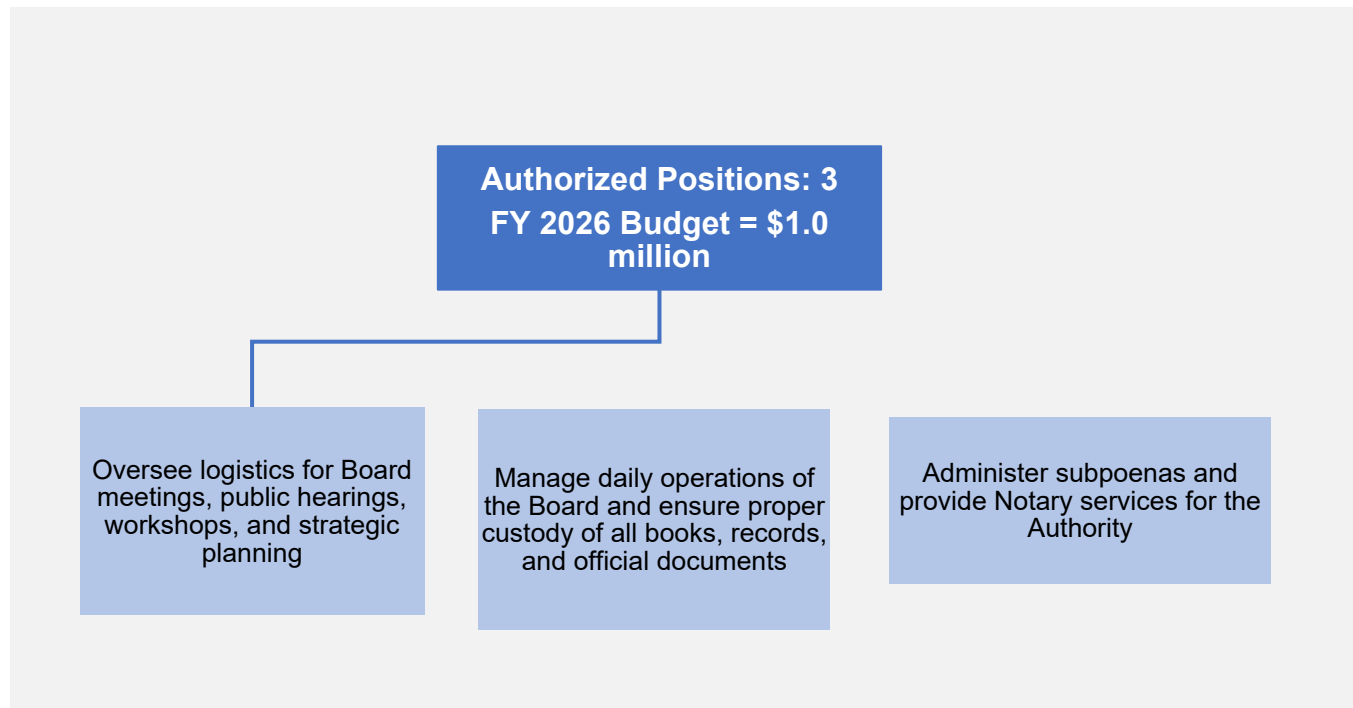 Authorized Positions: 3
FY 2026 Budget = $1.0
million
Oversee logistics for Board
meetings, public hearings,
workshops, and strategic
planning
Manage daily operations of
the Board and ensure proper
custody of all books, records,
and official documents
Administer subpoenas and
provide Notary services for the
Authority